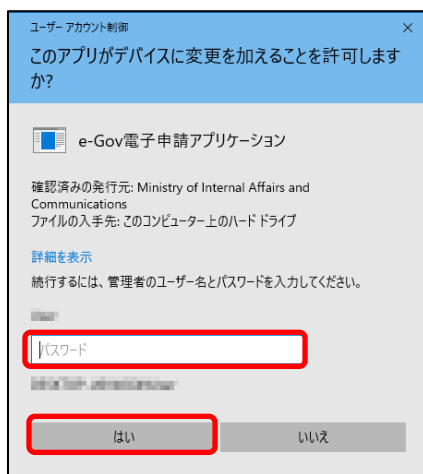 ユーザー アカウント制御
このアプリがデバイスに変更を加えることを許可します
か?
e-Gov電子申請アプリケーション
確認済みの発行元: Ministry of Internal Affairs and
Communications
ファイルの入手先: このコンピューター上のハード ドライブ
詳細を表示
続行するには、管理者のユーザー名とパスワードを入力してください。
パスワード
はい いいえ